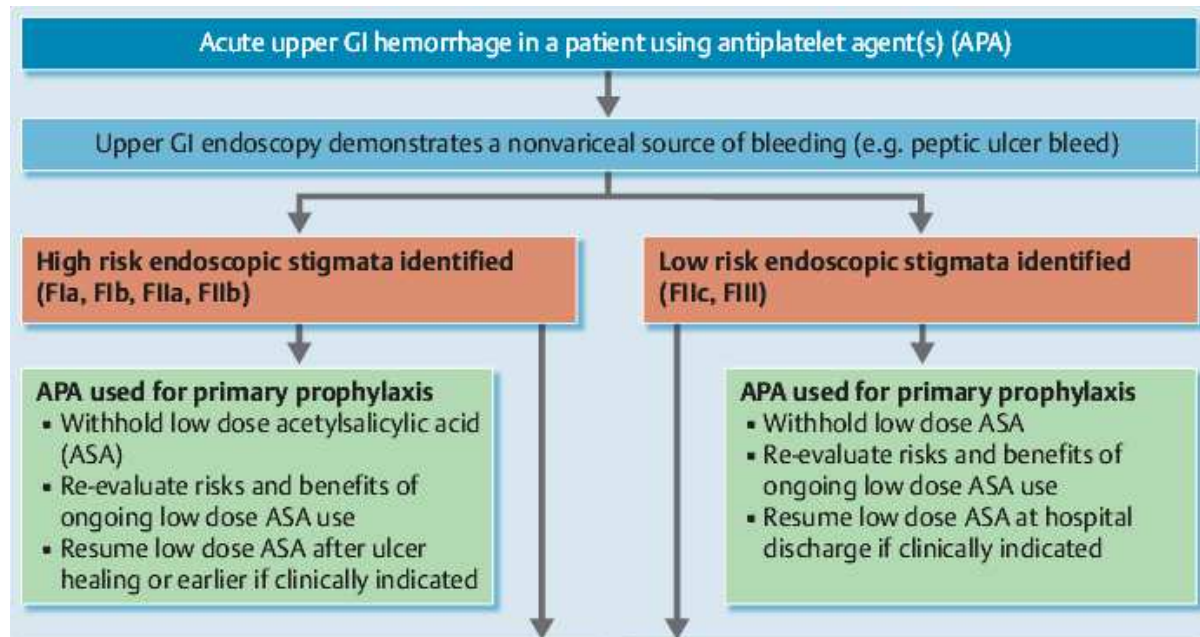 Acute upper GI hemorrhage in a patient using antiplatelet agent(s) (APA)
Upper GI endoscopy demonstrates a nonvariceal source of bleeding (e.g. peptic ulcer bleed)
High risk endoscopic stigmata identified
(FIa, FIb, FIIa, FIIb)
Low risk endoscopic stigmata identified
(FIIc, FIII)
APA used for primary prophylaxis
▪ Withhold low dose acetylsalicylic acid
(ASA)
▪ Re-evaluate risks and benefits of
ongoing low dose ASA use
▪ Resume low dose ASA after ulcer
healing or earlier if clinically indicated
APA used for primary prophylaxis
▪ Withhold low dose ASA
▪ Re-evaluate risks and benefits of
ongoing low dose ASA use
▪ Resume low dose ASA at hospital
discharge if clinically indicated